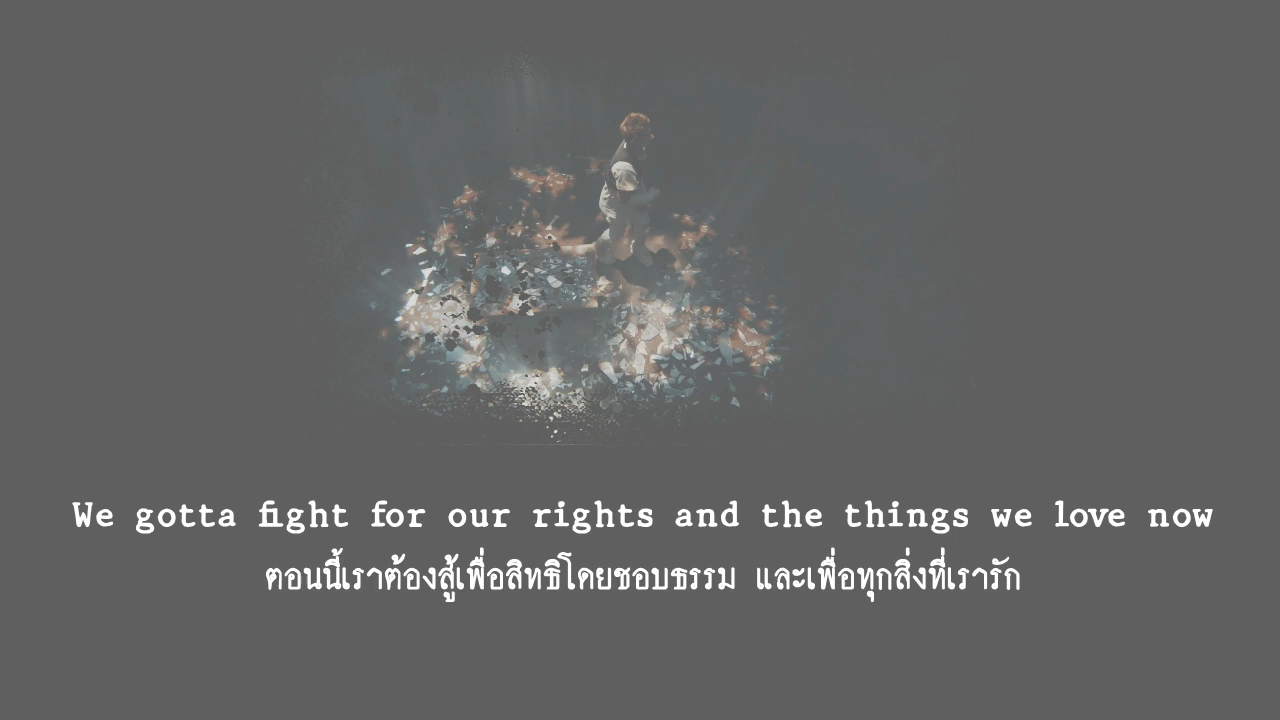 We gotta fight for our rights and the things we love now
ตอนนี้เราต้องสู้เพื่อสิทธิโดยชอบธรรม และเพื่อทุกสิ่งที่เรารัก